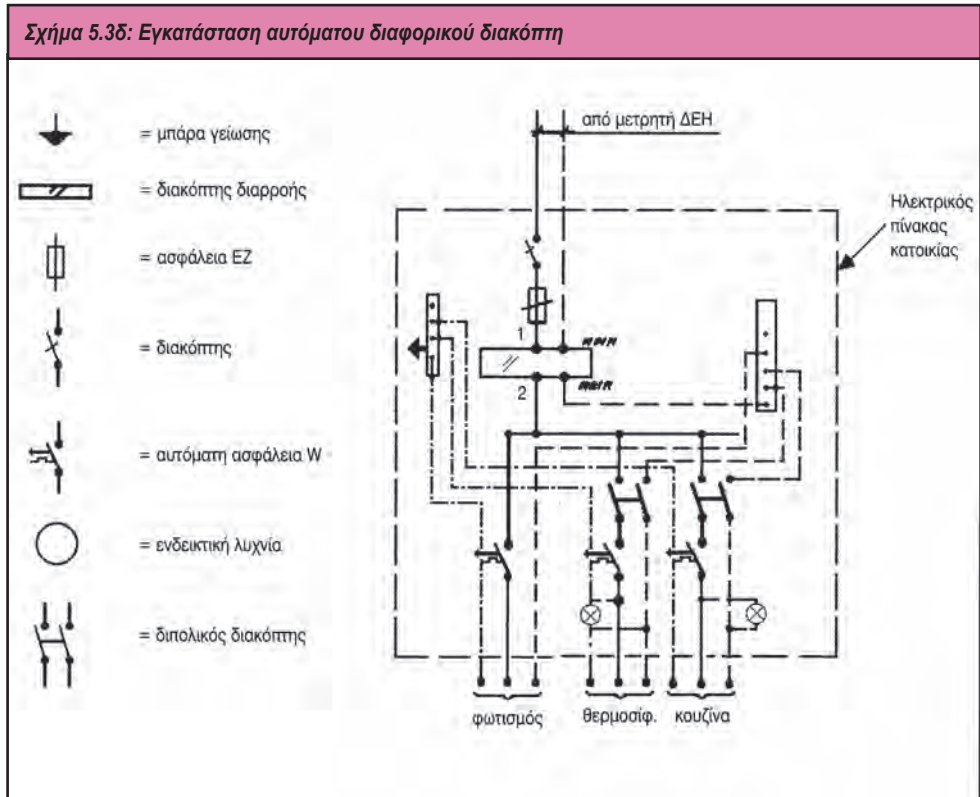 Σχήμα 5.3δ: Εγκατάσταση αυτόματου διαφορικού διακόπτη
= μπάρα γείωσης
= διακόπτης διαρροής
= ασφάλεια EZ
= διακόπτης
= αυτόματη ασφάλεια W
= ενδεικτική λυχνία
= διπολικός διακόπτης
από μετρητή ΔΕΗ
Ηλεκτρικός
πίνακας
κατοικίας
1
2
φωτισμός
θερμοσίφ.
κουζίνα